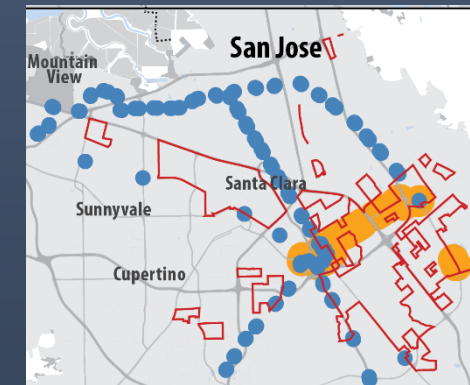 San Jose
Mountain
View
Santa Clara
Sunnyvale
Cupertino